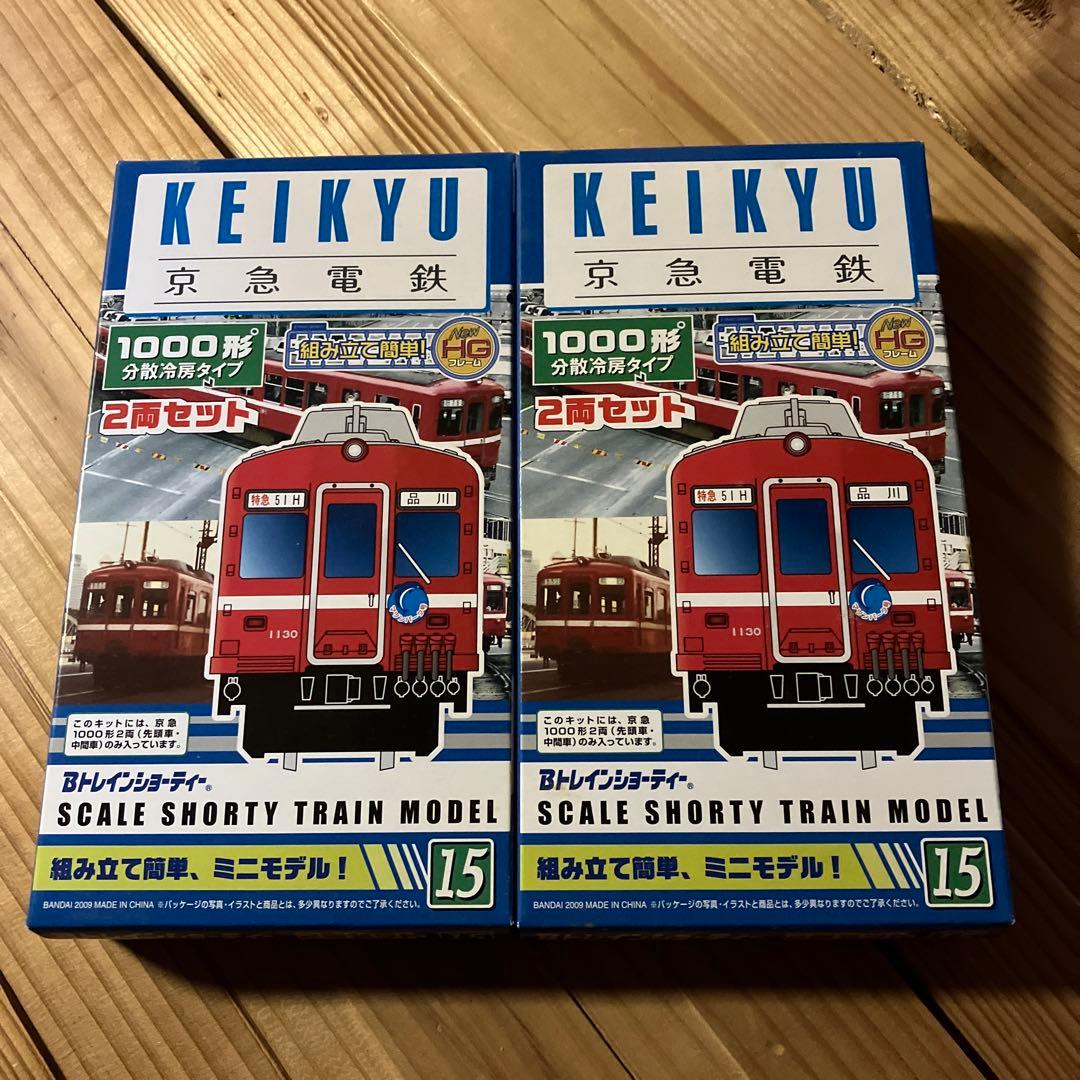 KEIKYU
京急電鉄
1000形
分散冷房タイプ
組み立て簡単!
New
HG
フレーム
2両セット
特急 51H
品川
1130
このキットには、京急
1000形2両(先頭車・
中間車)のみ入っています。
Bトレインショーティー®
SCALE SHORTY TRAIN MODEL
組み立て簡単、ミニモデル!
15
BANDAI 2009 MADE IN CHINA ※パッケージの写真・イラストと商品とは、多少異なりますのでご了承ください。
KEIKYU
京急電鉄
1000形
分散冷房タイプ
組み立て簡単!
New
HG
フレーム
2両セット
特急 51H
品川
1130
このキットには、京急
1000形2両(先頭車・
中間車)のみ入っています。
Bトレインショーティー®
SCALE SHORTY TRAIN MODEL
組み立て簡単、ミニモデル!
15
BANDAI 2009 MADE IN CHINA ※パッケージの写真・イラストと商品とは、多少異なりますのでご了承ください。